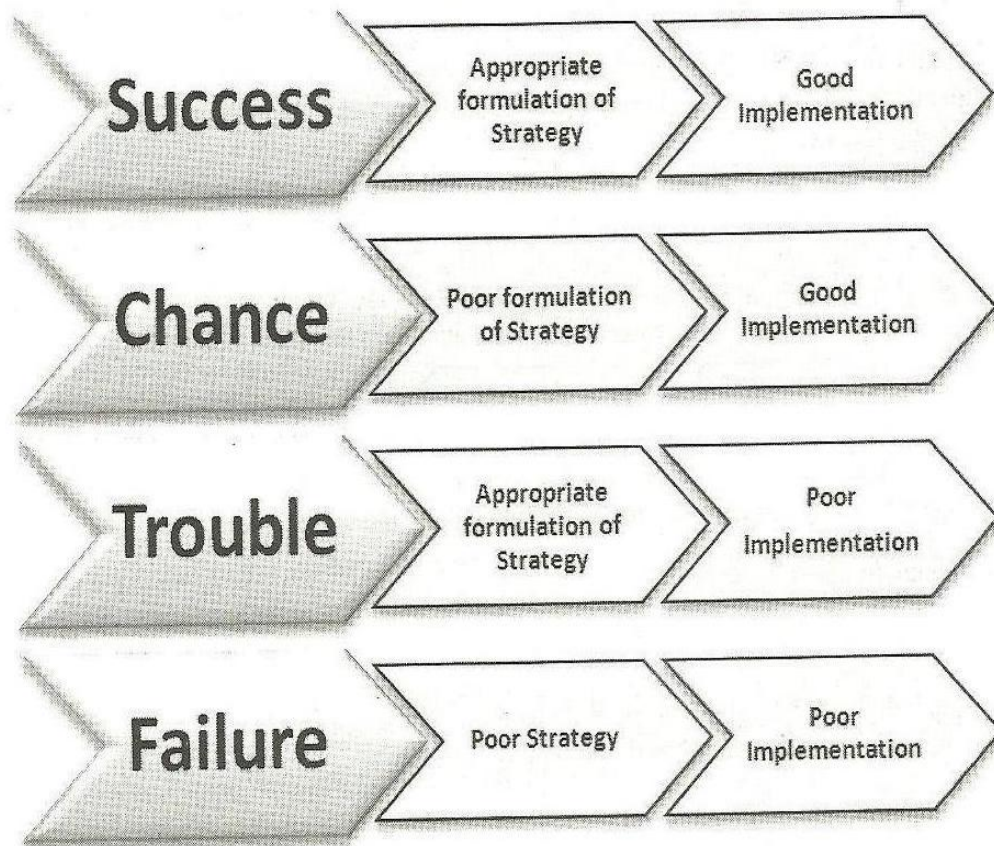 Success
Appropriate
formulation of
Strategy
Good
Implementation
Chance
Poor formulation
of Strategy
Good
Implementation
Trouble
Appropriate
formulation of
Strategy
Poor
Implementation
Failure
Poor Strategy
Poor
Implementation